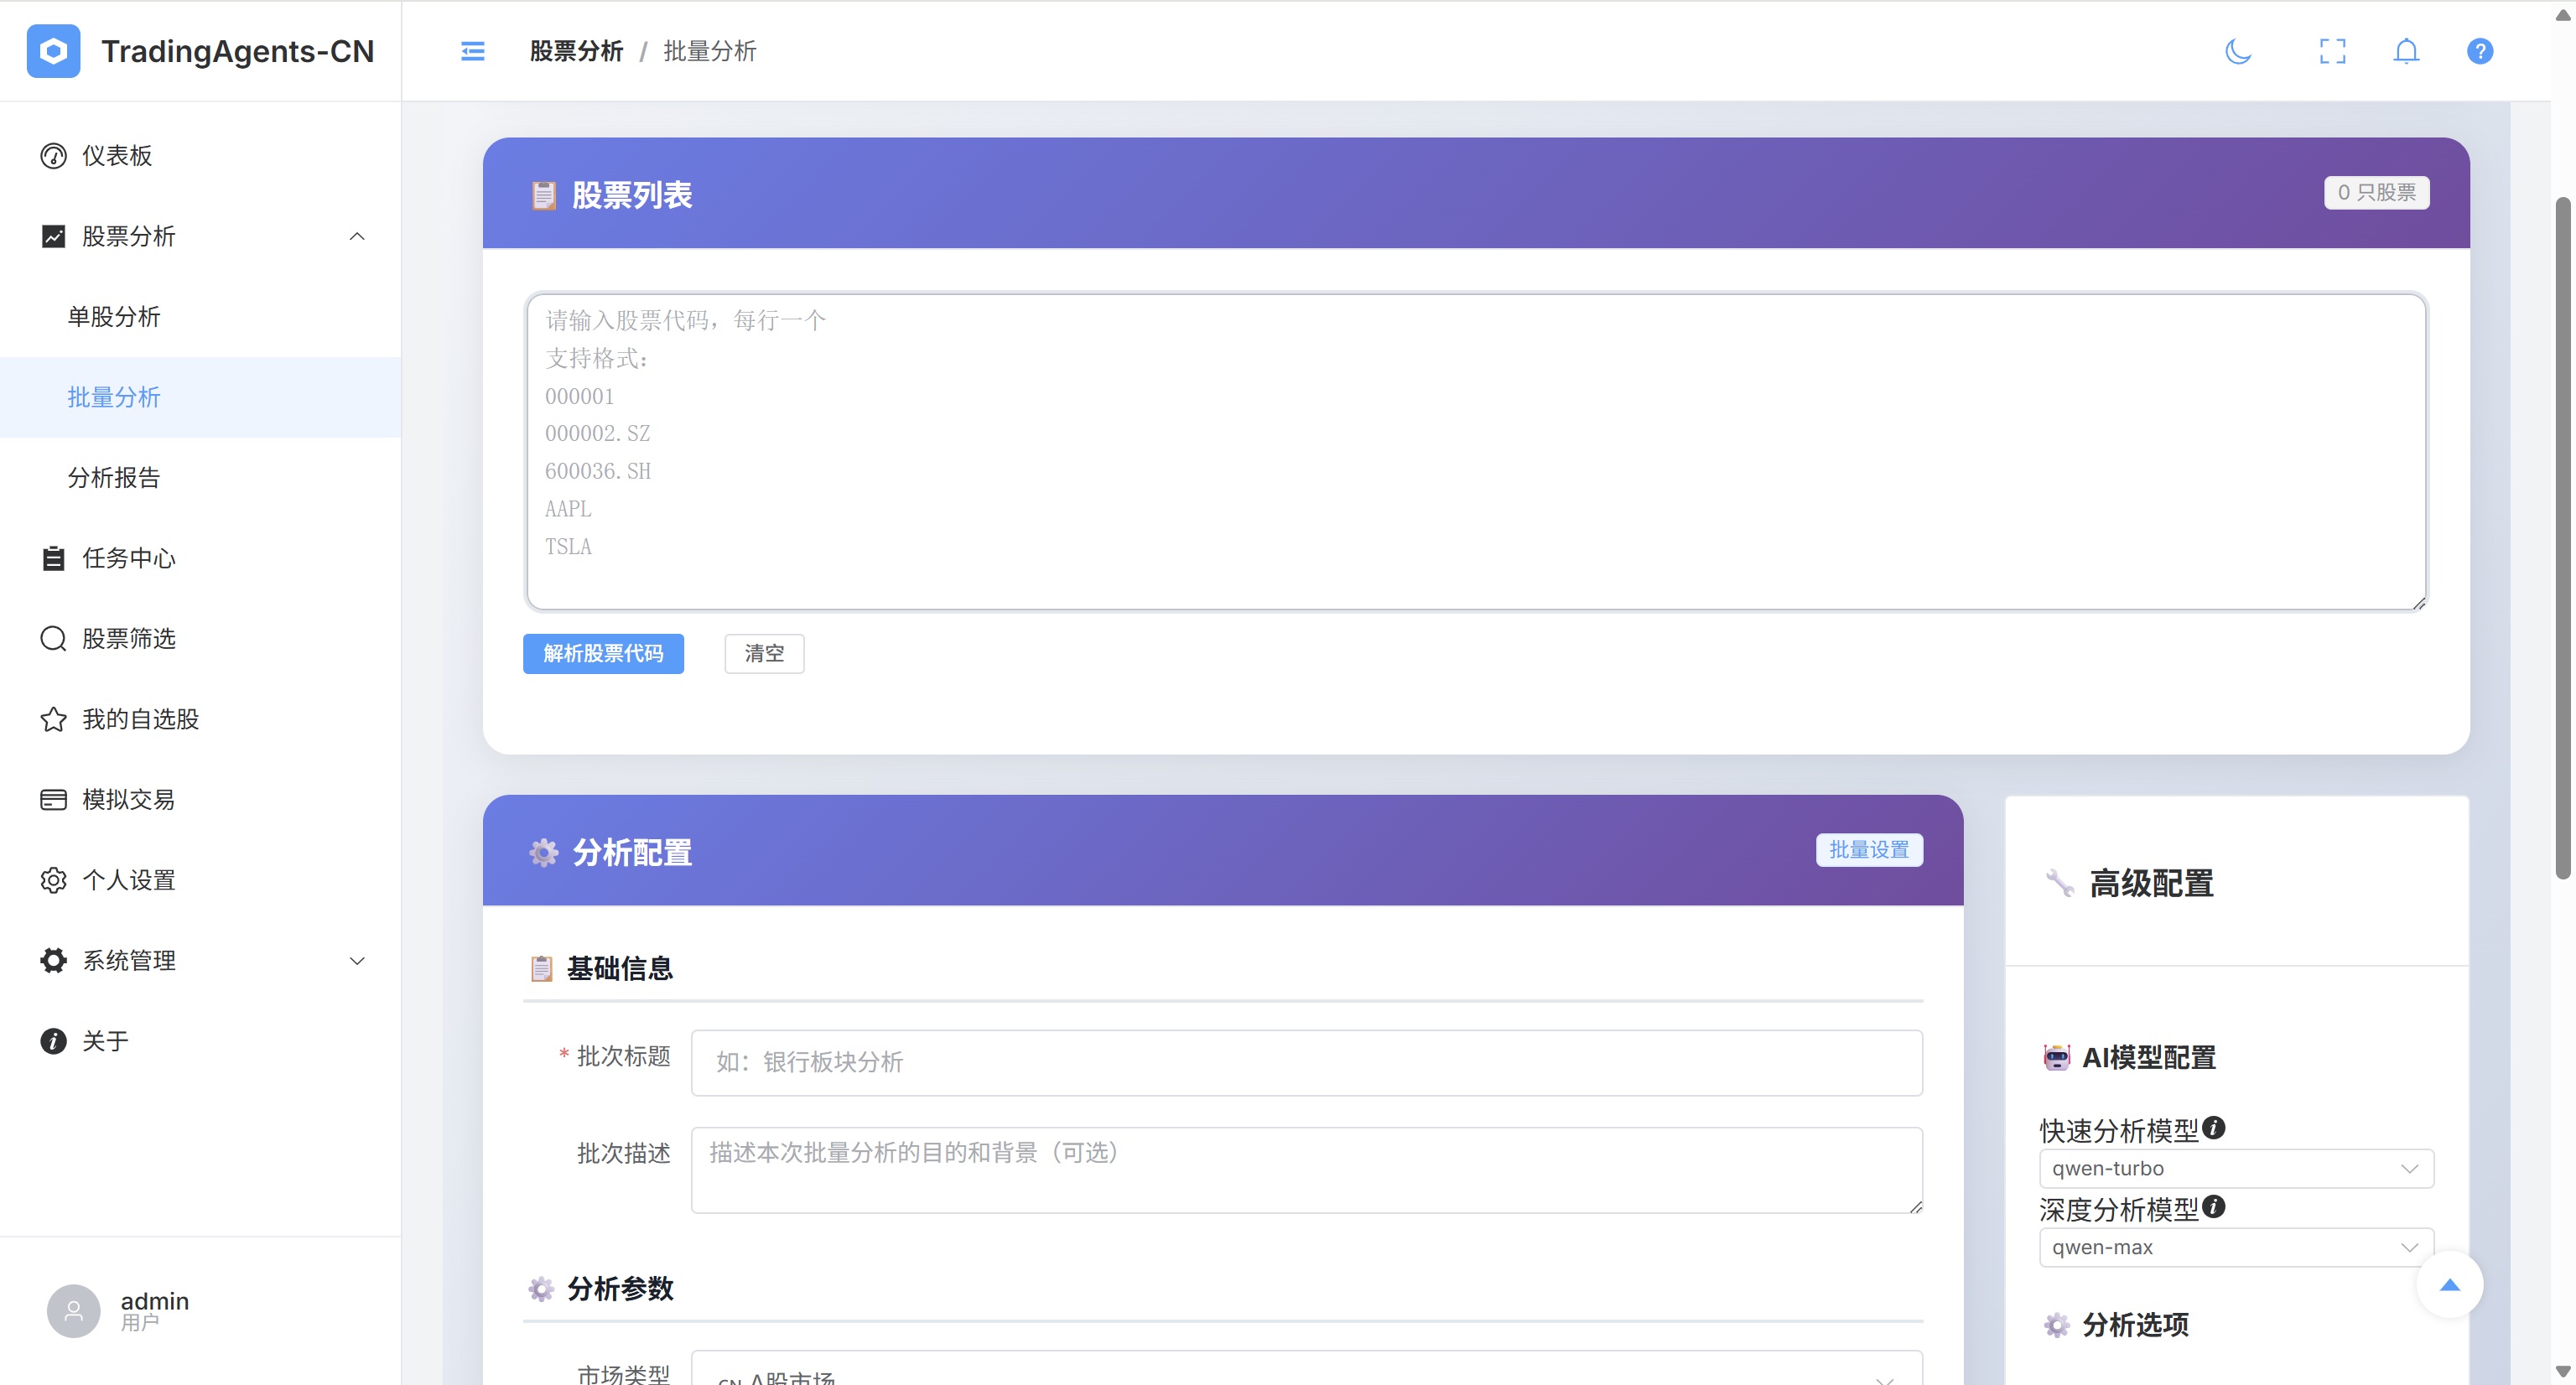 TradingAgents-CN
股票分析 / 批量分析
仪表板
股票分析
单股分析
批量分析
分析报告
任务中心
股票筛选
我的自选股
模拟交易
个人设置
系统管理
关于
admin
用户
股票列表
0 只股票
请输入股票代码，每行一个
支持格式：
000001
000002.SZ
600036.SH
AAPL
TSLA
解析股票代码
清空
分析配置
批量设置
基础信息
* 批次标题
如：银行板块分析
批次描述
描述本次批量分析的目的和背景（可选）
分析参数
市场类型
CN A股市场
高级配置
AI模型配置
快速分析模型
qwen-turbo
深度分析模型
qwen-max
分析选项